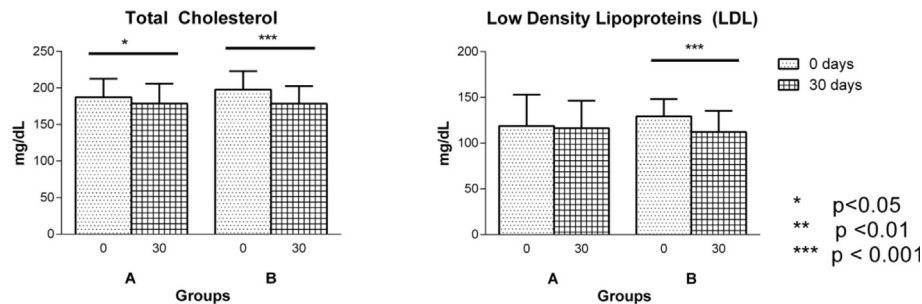 Total Cholesterol
* ***
250
200
150
100
50
0
mg/dL
0 30 0 30
A B
Groups
Low Density Lipoproteins (LDL)
***
200
150
100
50
0
mg/dL
0 30 0 30
A B
Groups
0 days
30 days
* p<0.05
** p <0.01
*** p < 0.001